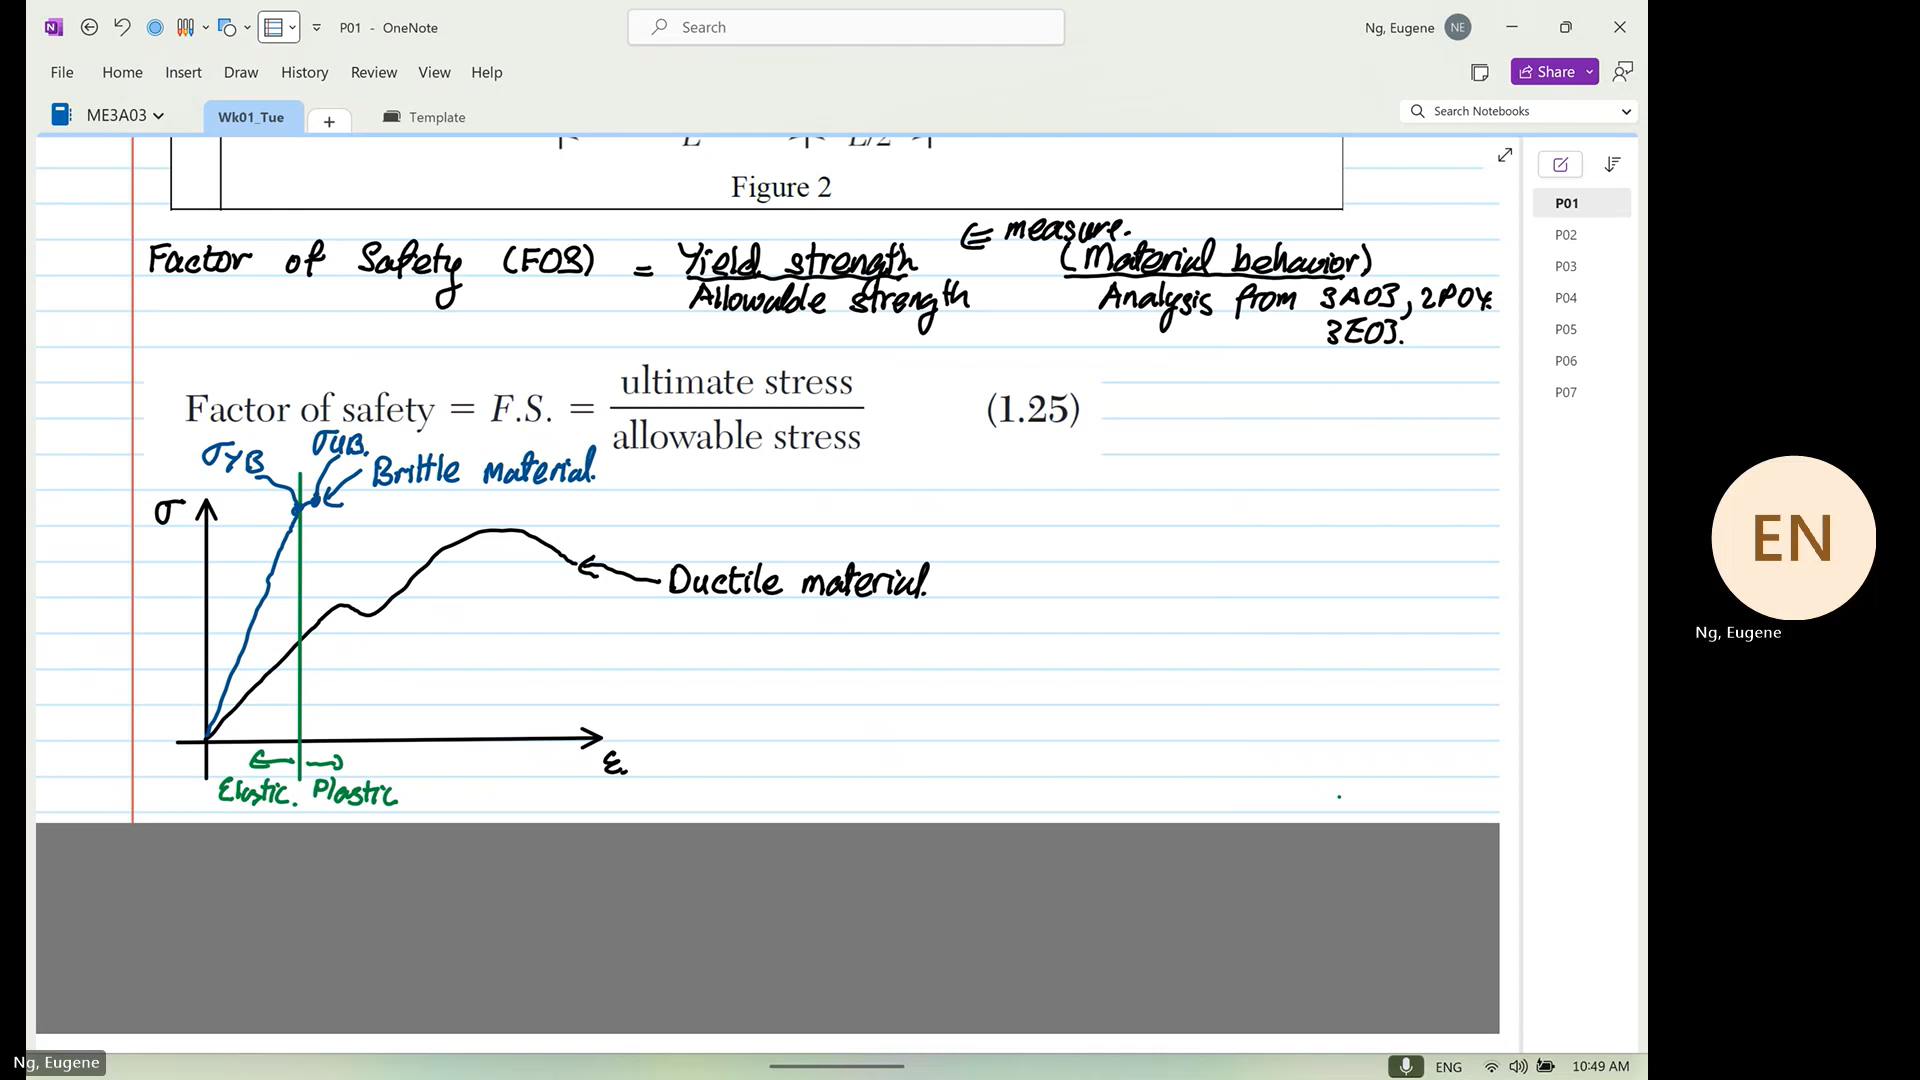 P01 - OneNote
Search
Ng, Eugene
NE
File Home Insert Draw History Review View Help
Share
ME3A03
Wk01_Tue
+
Template
Search Notebooks
L L/2
Figure 2
P01
P02
P03
P04
P05
P06
P07
<= measure.
Factor of Safety (FOS) = Yield strength (Material behavior)
Allowable strength Analysis from 3A03, 2P04.
3E03.
ultimate stress
Factor of safety = F.S. = (1.25)
allowable stress
σYB
σUB.
Brittle material.
σ
Ductile material.
ε.
Elastic. Plastic
EN
Ng, Eugene
Ng, Eugene
ENG 10:49 AM